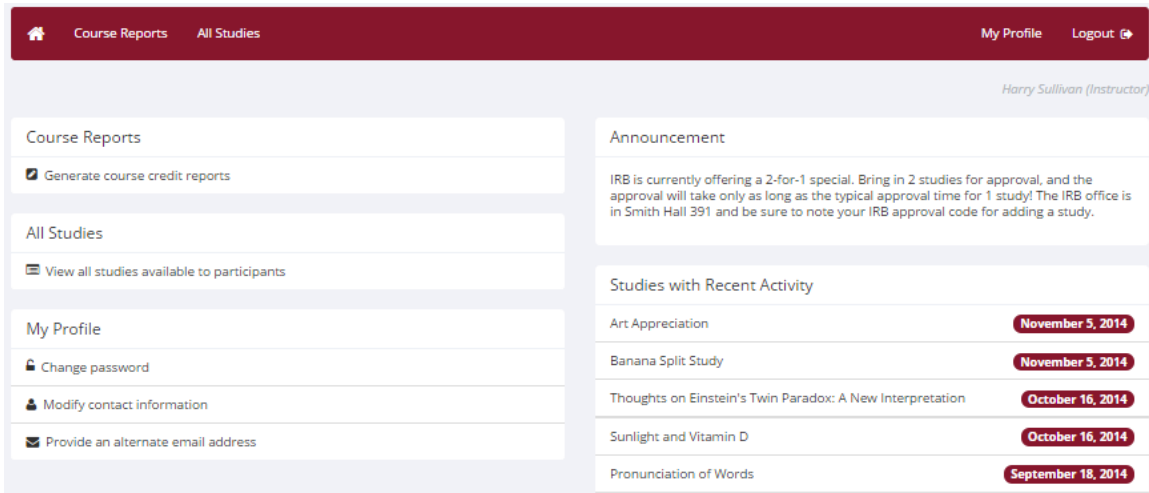 Course Reports All Studies My Profile Logout
Harry Sullivan (Instructor)
Course Reports
Generate course credit reports
All Studies
View all studies available to participants
My Profile
Change password
Modify contact information
Provide an alternate email address
Announcement
IRB is currently offering a 2-for-1 special. Bring in 2 studies for approval, and the
approval will take only as long as the typical approval time for 1 study! The IRB office is
in Smith Hall 391 and be sure to note your IRB approval code for adding a study.
Studies with Recent Activity
Art Appreciation November 5, 2014
Banana Split Study November 5, 2014
Thoughts on Einstein's Twin Paradox: A New Interpretation October 16, 2014
Sunlight and Vitamin D October 16, 2014
Pronunciation of Words September 18, 2014